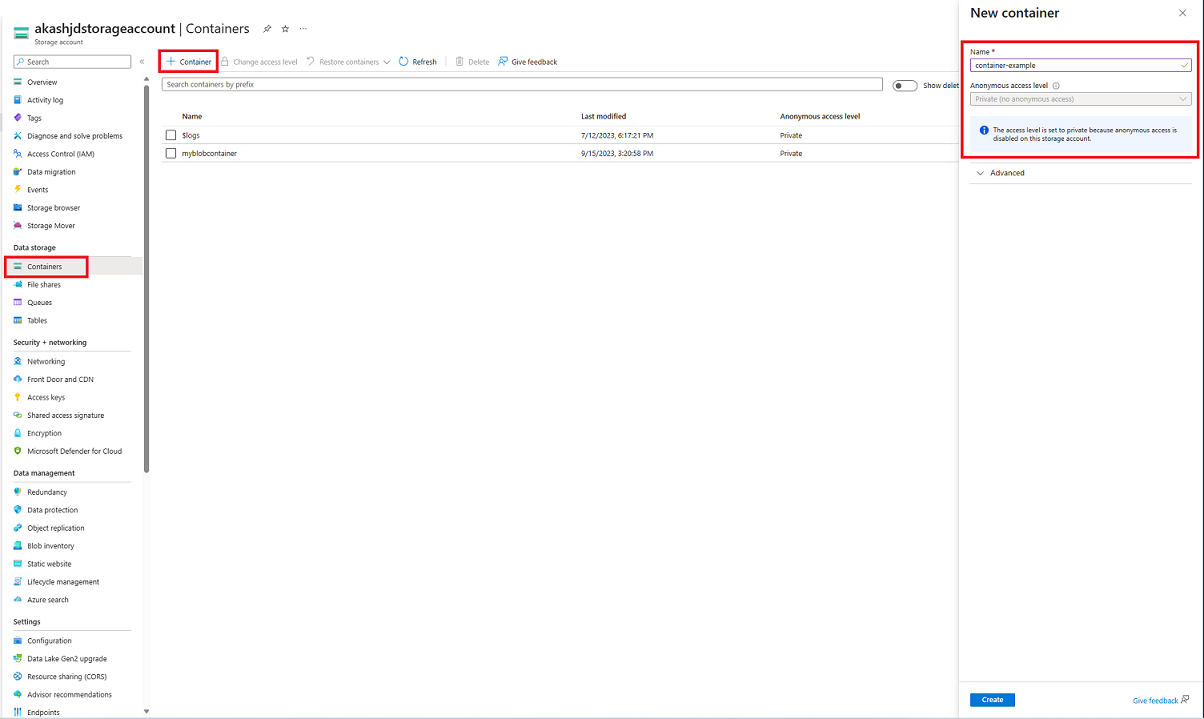 akashjdstorageaccount | Containers
Storage account
Search
Overview
Activity log
Tags
Diagnose and solve problems
Access Control (IAM)
Data migration
Events
Storage browser
Storage Mover
Data storage
Containers
File shares
Queues
Tables
Security + networking
Networking
Front Door and CDN
Access keys
Shared access signature
Encryption
Microsoft Defender for Cloud
Data management
Redundancy
Data protection
Object replication
Blob inventory
Static website
Lifecycle management
Azure search
Settings
Configuration
Data Lake Gen2 upgrade
Resource sharing (CORS)
Advisor recommendations
Endpoints
Container Change access level Restore containers Refresh Delete Give feedback
Search containers by prefix Show delet
Name Last modified Anonymous access level
$logs 7/12/2023, 6:17:21 PM Private
myblobcontainer 9/15/2023, 3:20:58 PM Private
New container
Name *
container-example
Anonymous access level
Private (no anonymous access)
The access level is set to private because anonymous access is
disabled on this storage account.
Advanced
Create Give feedback